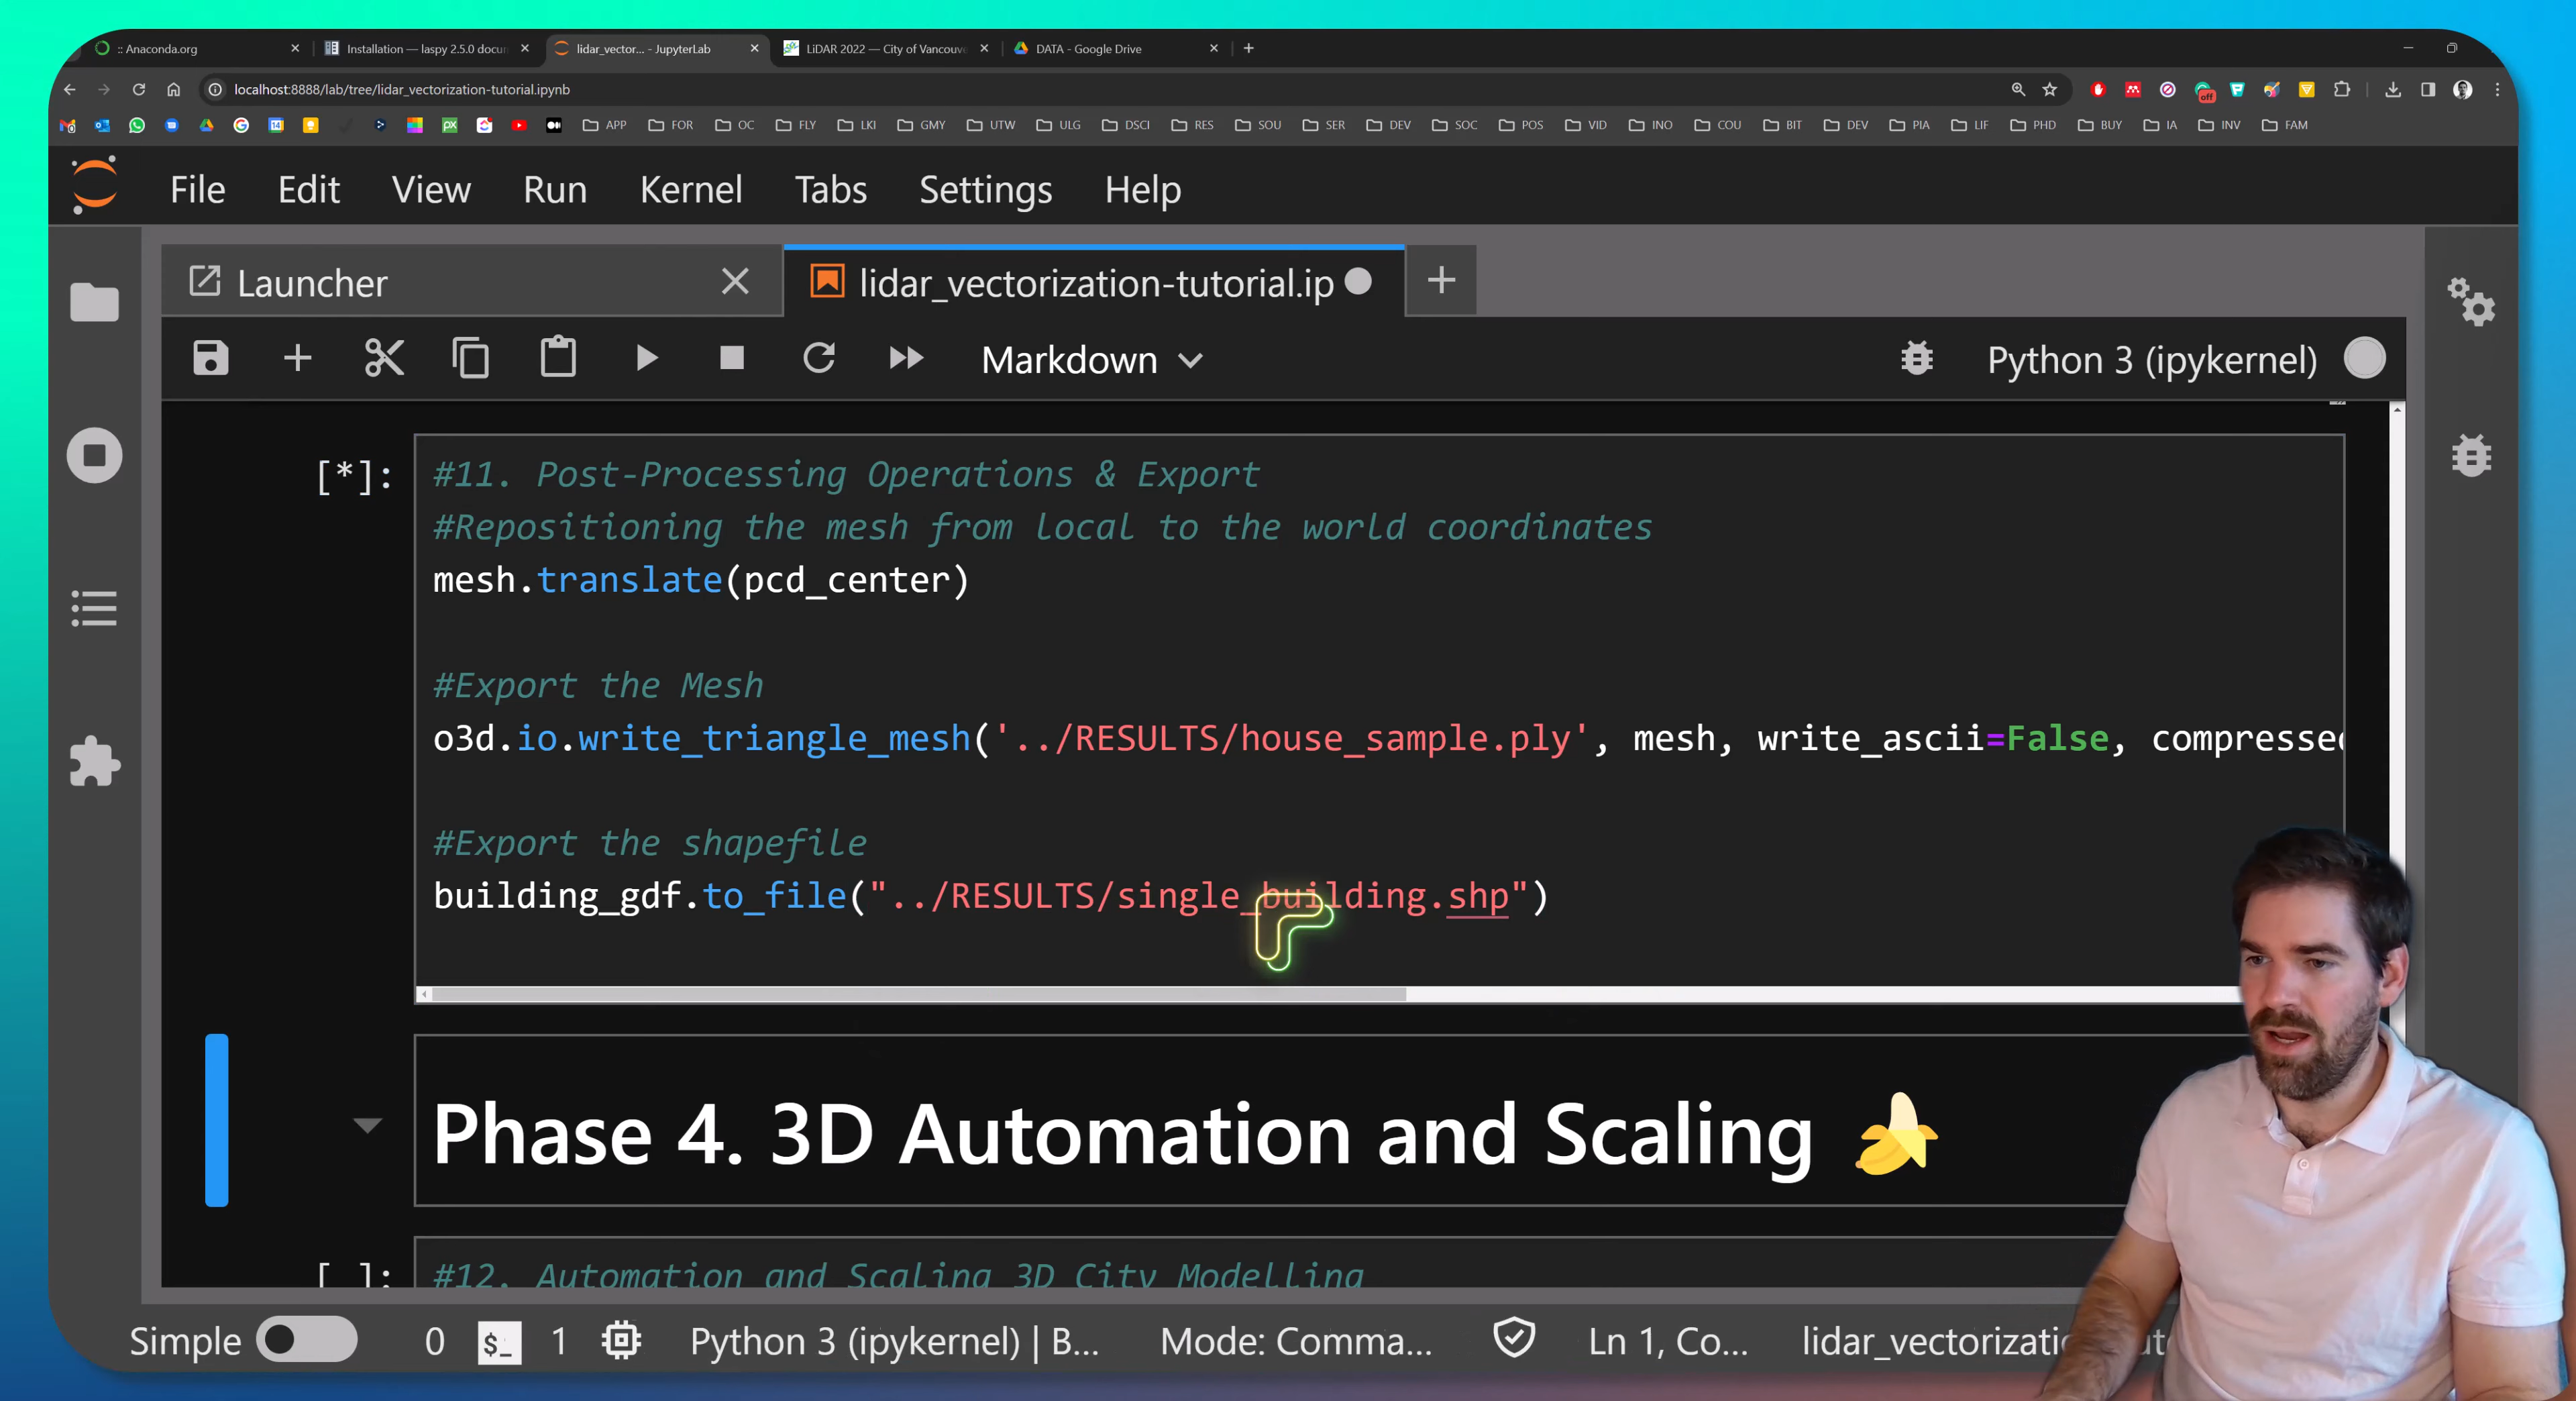 :: Anaconda.org
Installation — laspy 2.5.0 docun
lidar_vector... - JupyterLab
LiDAR 2022 — City of Vancouve
DATA - Google Drive
localhost:8888/lab/tree/lidar_vectorization-tutorial.ipynb
off
14
APP FOR OC FLY LKI GMY UTW ULG DSCI RES SOU SER DEV SOC POS VID INO COU BIT DEV PIA LIF PHD BUY IA INV FAM
File Edit View Run Kernel Tabs Settings Help
Launcher
lidar_vectorization-tutorial.ip
Markdown
Python 3 (ipykernel)
[*]:
#11. Post-Processing Operations & Export
#Repositioning the mesh from local to the world coordinates
mesh.translate(pcd_center)
#Export the Mesh
o3d.io.write_triangle_mesh('../RESULTS/house_sample.ply', mesh, write_ascii=False, compressed
#Export the shapefile
building_gdf.to_file("../RESULTS/single_building.shp")
Phase 4. 3D Automation and Scaling 🍌
[ ]:
#12. Automation and Scaling 3D City Modelling
Simple 0 $_ 1 Python 3 (ipykernel) | B... Mode: Comma... Ln 1, Co... lidar_vectorizatio